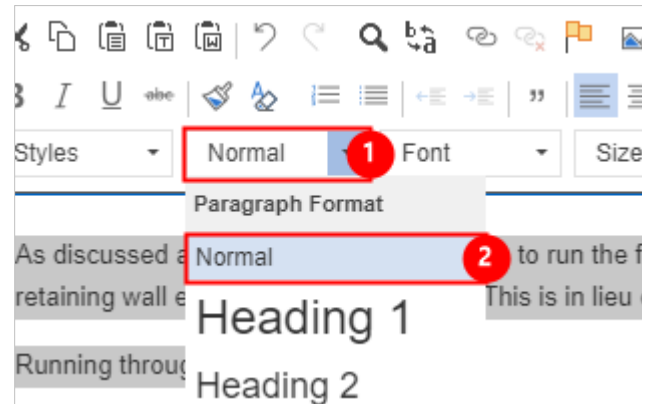 B I U abc
Styles Normal 1 Font Size
Paragraph Format
As discussed Normal 2 to run the
retaining wall Heading 1 This is in lieu
Running Heading 2